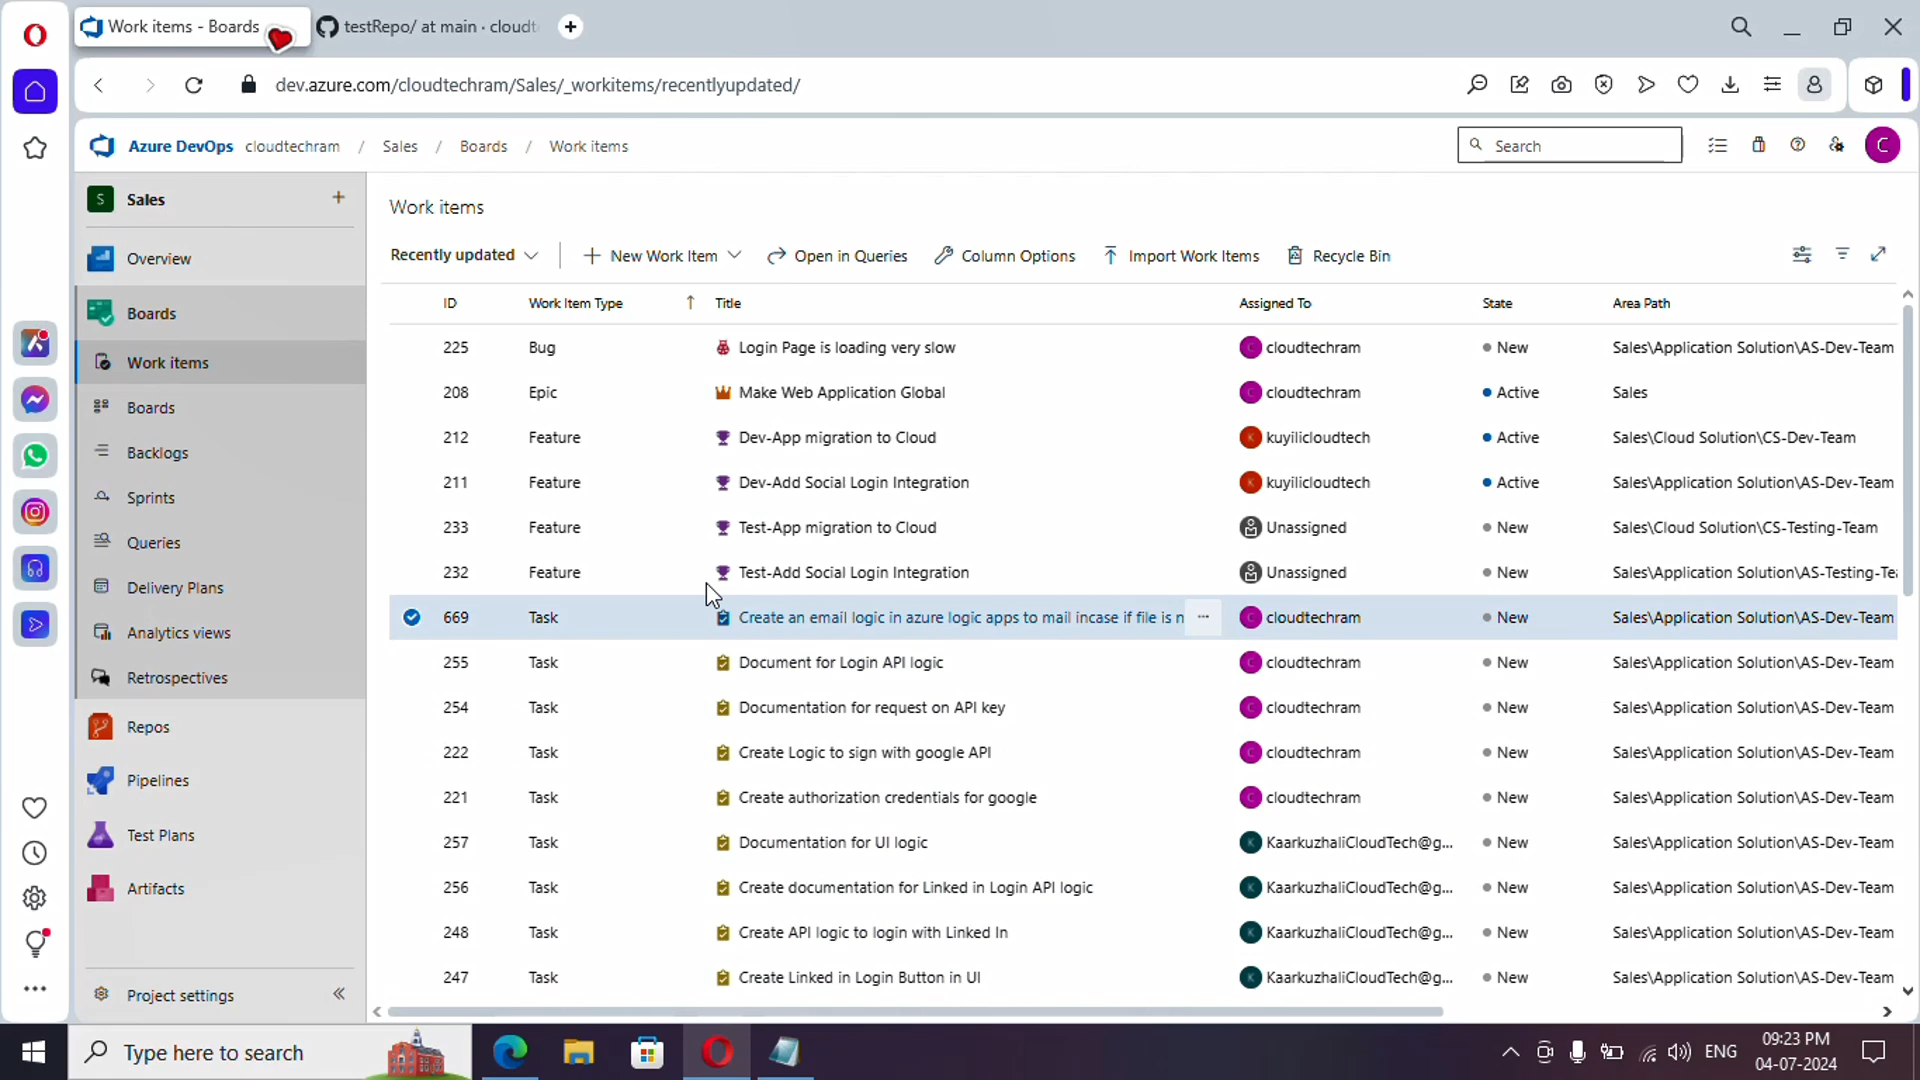 Work items - Boards
testRepo/ at main · cloudt
dev.azure.com/cloudtechram/Sales/_workitems/recentlyupdated/
Azure DevOps cloudtechram / Sales / Boards / Work items
Search
C
S Sales
Overview
Boards
Work items
Boards
Backlogs
Sprints
Queries
Delivery Plans
Analytics views
Retrospectives
Repos
Pipelines
Test Plans
Artifacts
Project settings
Work items
Recently updated
New Work Item
Open in Queries
Column Options
Import Work Items
Recycle Bin
ID Work Item Type Title Assigned To State Area Path
225 Bug Login Page is loading very slow C cloudtechram New Sales\Application Solution\AS-Dev-Team
208 Epic Make Web Application Global C cloudtechram Active Sales
212 Feature Dev-App migration to Cloud K kuyilicloudtech Active Sales\Cloud Solution\CS-Dev-Team
211 Feature Dev-Add Social Login Integration K kuyilicloudtech Active Sales\Application Solution\AS-Dev-Team
233 Feature Test-App migration to Cloud Unassigned New Sales\Cloud Solution\CS-Testing-Team
232 Feature Test-Add Social Login Integration Unassigned New Sales\Application Solution\AS-Testing-Te
669 Task Create an email logic in azure logic apps to mail incase if file is n ... C cloudtechram New Sales\Application Solution\AS-Dev-Team
255 Task Document for Login API logic C cloudtechram New Sales\Application Solution\AS-Dev-Team
254 Task Documentation for request on API key C cloudtechram New Sales\Application Solution\AS-Dev-Team
222 Task Create Logic to sign with google API C cloudtechram New Sales\Application Solution\AS-Dev-Team
221 Task Create authorization credentials for google C cloudtechram New Sales\Application Solution\AS-Dev-Team
257 Task Documentation for UI logic K KaarkuzhaliCloudTech@g... New Sales\Application Solution\AS-Dev-Team
256 Task Create documentation for Linked in Login API logic K KaarkuzhaliCloudTech@g... New Sales\Application Solution\AS-Dev-Team
248 Task Create API logic to login with Linked In K KaarkuzhaliCloudTech@g... New Sales\Application Solution\AS-Dev-Team
247 Task Create Linked in Login Button in UI K KaarkuzhaliCloudTech@g... New Sales\Application Solution\AS-Dev-Team
Type here to search
ENG
09:23 PM
04-07-2024